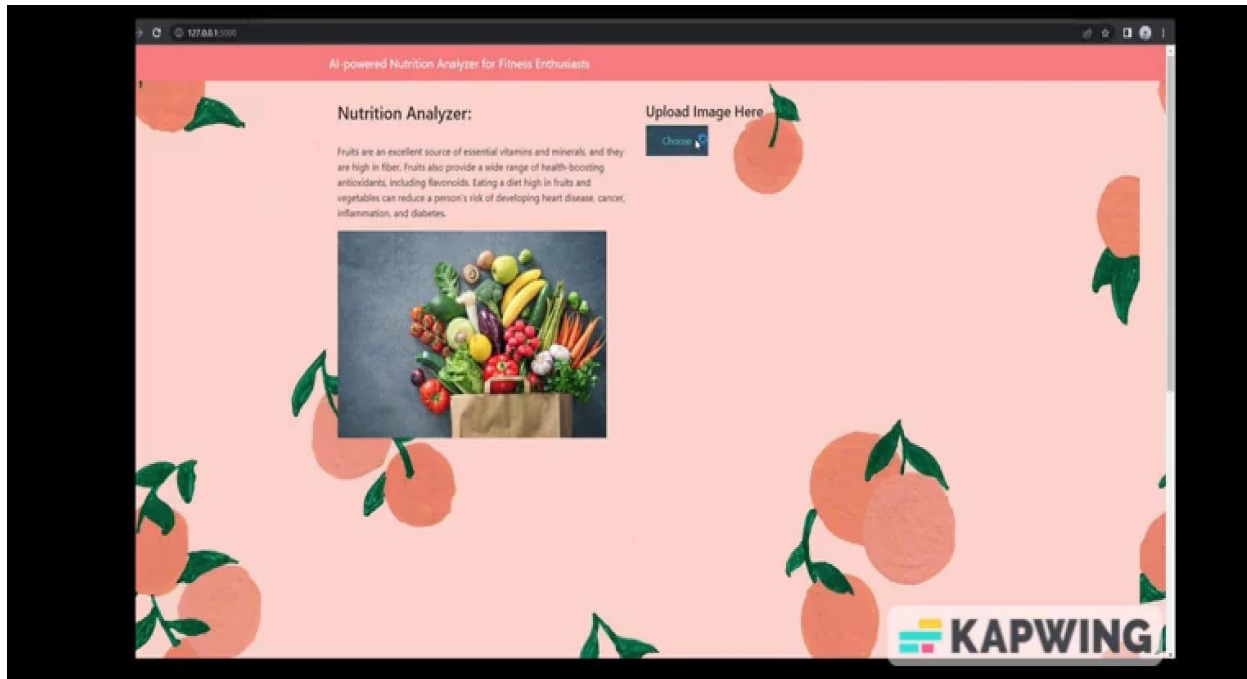 127.0.0.1:5000
AI-powered Nutrition Analyzer for Fitness Enthusiasts
Nutrition Analyzer:
Fruits are an excellent source of essential vitamins and minerals, and they
are high in fiber. Fruits also provide a wide range of health-boosting
antioxidants, including flavonoids. Eating a diet high in fruits and
vegetables can reduce a person's risk of developing heart disease, cancer,
inflammation, and diabetes.
Upload Image Here
Choose
KAPWING